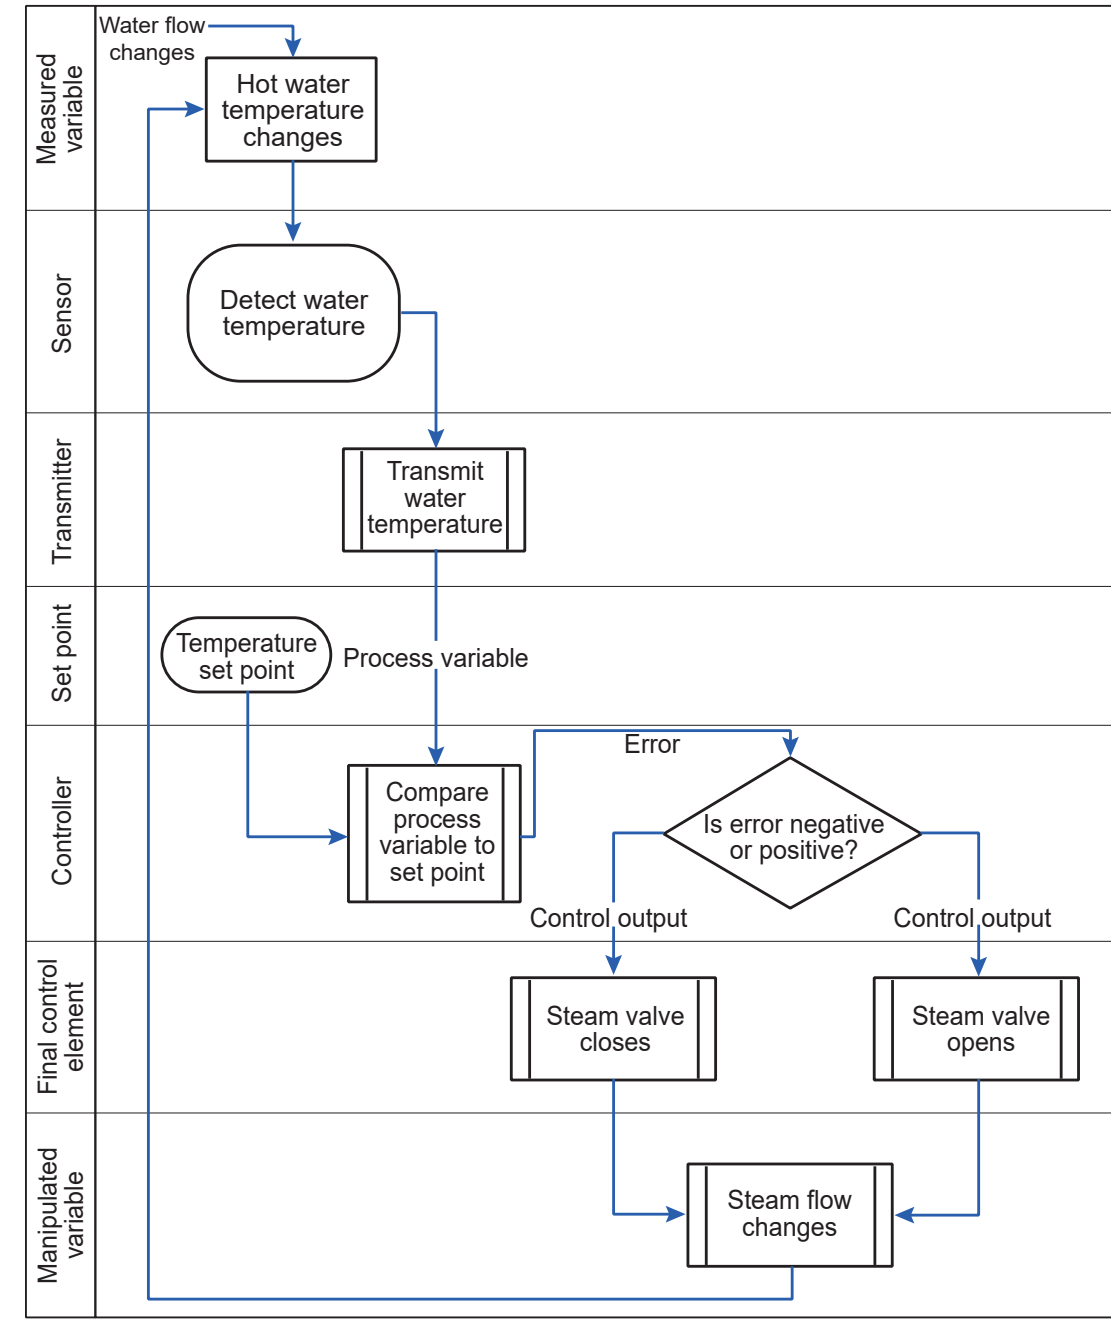 Water flow
changes
Measured
variable
Hot water
temperature
changes
Sensor
Detect water
temperature
Transmitter
Transmit
water
temperature
Set point
Temperature
set point
Process variable
Controller
Compare
process
variable to
set point
Error
Is error negative
or positive?
Control output
Control output
Final control
element
Steam valve
closes
Steam valve
opens
Manipulated
variable
Steam flow
changes